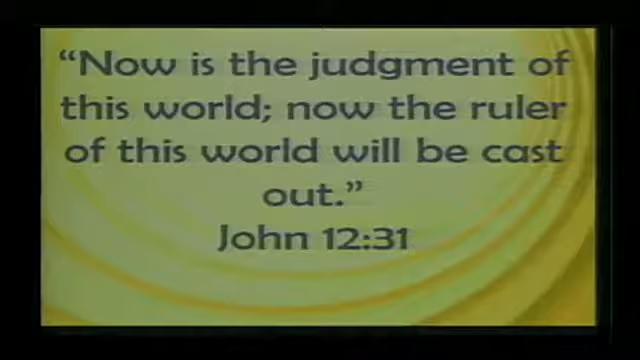 “Now is the judgment of
this world; now the ruler
of this world will be cast
out.”
John 12:31